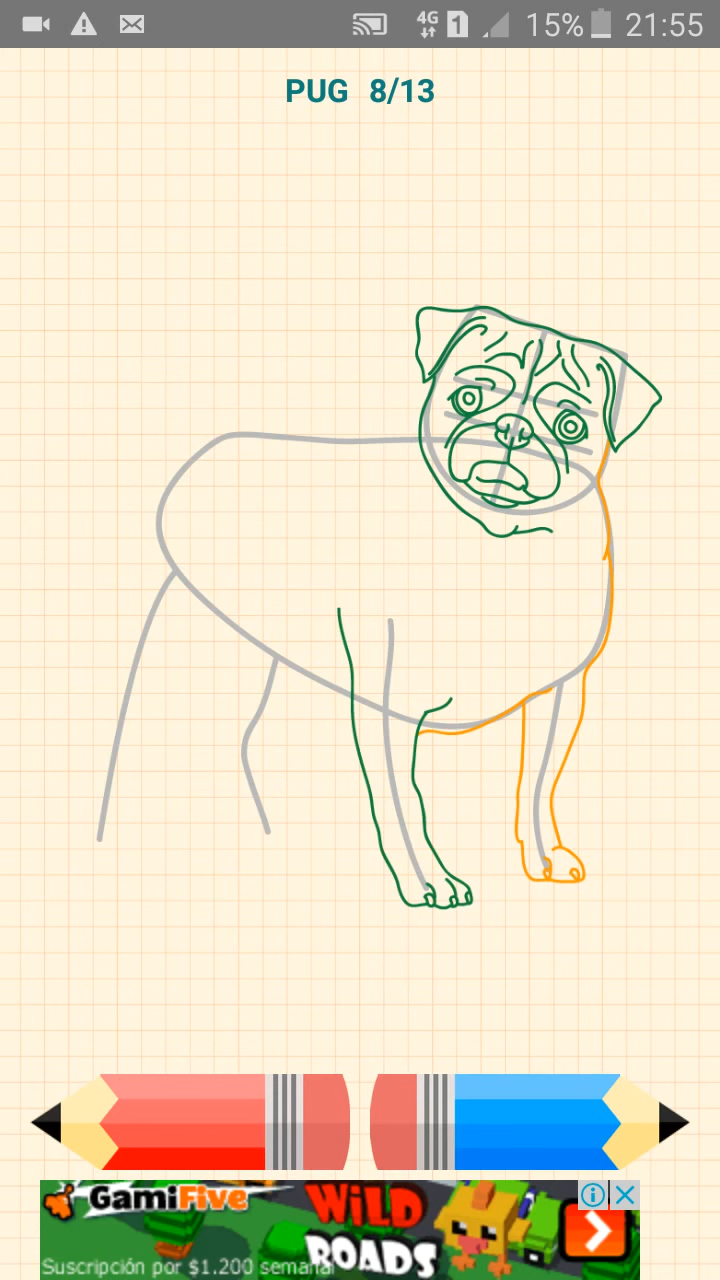 4G 1 15% 21:55
PUG 8/13
GamiFive
WiLD
ROADS
Suscripción por $1.200 semanal